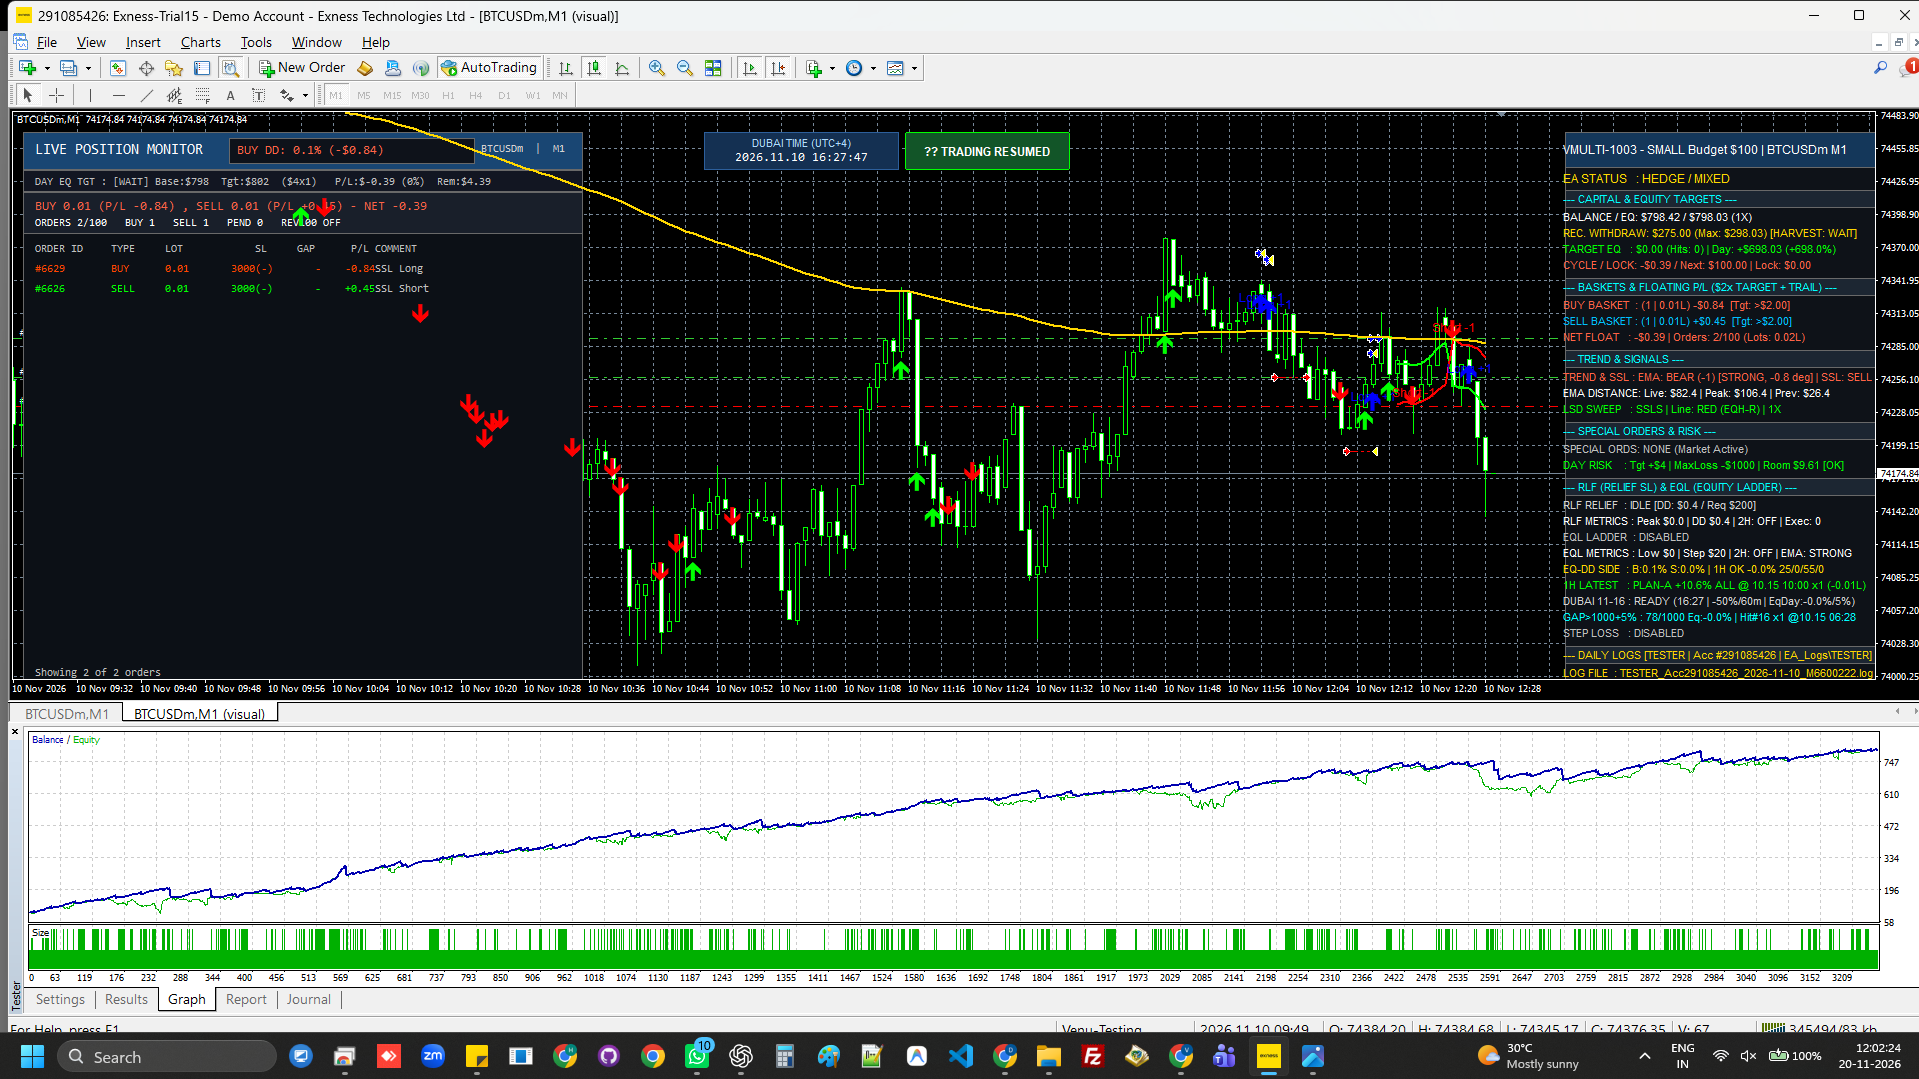 291085426: Exness-Trial15 - Demo Account - Exness Technologies Ltd - [BTCUSDm,M1 (visual)]
File View Insert Charts Tools Window Help
New Order AutoTrading
M1 M5 M15 M30 H1 H4 D1 W1 MN
BTCUSDm,M1 74174.84 74174.84 74174.84 74174.84
LIVE POSITION MONITOR
BUY DD: 0.1% (-$0.84)
BTCUSDm | M1
DAY EQ TGT : [WAIT] Base:$798 Tgt:$802 ($4x1) P/L:$-0.39 (0%) Rem:$4.39
BUY 0.01 (P/L -0.84) , SELL 0.01 (P/L +0.45) - NET -0.39
ORDERS 2/100 BUY 1 SELL 1 PEND 0 REV:00 OFF
ORDER ID TYPE LOT SL GAP P/L COMMENT
#6629 BUY 0.01 3000(-) - -0.84SSL Long
#6626 SELL 0.01 3000(-) - +0.45SSL Short
Showing 2 of 2 orders
DUBAI TIME (UTC+4)
2026.11.10 16:27:47
?? TRADING RESUMED
VMULTI-1003 - SMALL Budget $100 | BTCUSDm M1
EA STATUS : HEDGE / MIXED
--- CAPITAL & EQUITY TARGETS ---
BALANCE / EQ: $798.42 / $798.03 (1X)
REC. WITHDRAW: $275.00 (Max: $298.03) [HARVEST: WAIT]
TARGET EQ : $0.00 (Hits: 0) | Day: +$698.03 (+698.0%)
CYCLE / LOCK: -$0.39 / Next: $100.00 | Lock: $0.00
--- BASKETS & FLOATING P/L ($2x TARGET + TRAIL) ---
BUY BASKET : (1 | 0.01L) -$0.84 [Tgt: >$2.00]
SELL BASKET : (1 | 0.01L) +$0.45 [Tgt: >$2.00]
NET FLOAT : -$0.39 | Orders: 2/100 (Lots: 0.02L)
--- TREND & SIGNALS ---
TREND & SSL : EMA: BEAR (-1) [STRONG, -0.8 deg] | SSL: SELL
EMA DISTANCE: Live: $82.4 | Peak: $106.4 | Prev: $26.4
LSD SWEEP : SSLS | Line: RED (EQH-R) | 1X
--- SPECIAL ORDERS & RISK ---
SPECIAL ORDS: NONE (Market Active)
DAY RISK : Tgt +$4 | MaxLoss -$1000 | Room $9.61 [OK]
--- RLF (RELIEF SL) & EQL (EQUITY LADDER) ---
RLF RELIEF : IDLE [DD: $0.4 / Req $200]
RLF METRICS : Peak $0.0 | DD $0.4 | 2H: OFF | Exec: 0
EQL LADDER : DISABLED
EQL METRICS : Low $0 | Step $20 | 2H: OFF | EMA: STRONG
EQ-DD SIDE : B:0.1% S:0.0% | 1H OK -0.0% 25/0/55/0
1H LATEST : PLAN-A +10.6% ALL @ 10.15 10:00 x1 (-0.01L)
DUBAI 11-16 : READY (16:27 | -50%/60m | EqDay:-0.0%/5%)
GAP>1000+5% : 78/1000 Eq:-0.0% | Hit#16 x1 @10.15 06:28
STEP LOSS : DISABLED
--- DAILY LOGS [TESTER | Acc #291085426 | EA_Logs\TESTER]
LOG FILE : TESTER_Acc291085426_2026-11-10_M6600222.log
74483.90
74455.85
74426.95
74398.90
74370.00
74341.95
74313.05
74285.00
74256.10
74228.05
74199.15
74174.84
74142.20
74114.15
74085.25
74057.20
74028.30
74000.25
10 Nov 2026 10 Nov 09:32 10 Nov 09:40 10 Nov 09:48 10 Nov 09:56 10 Nov 10:04 10 Nov 10:12 10 Nov 10:20 10 Nov 10:28 10 Nov 10:36 10 Nov 10:44 10 Nov 10:52 10 Nov 11:00 10 Nov 11:08 10 Nov 11:16 10 Nov 11:24 10 Nov 11:32 10 Nov 11:40 10 Nov 11:48 10 Nov 11:56 10 Nov 12:04 10 Nov 12:12 10 Nov 12:20 10 Nov 12:28
BTCUSDm,M1 BTCUSDm,M1 (visual)
Balance / Equity
747
610
472
334
196
58
Size
0 63 119 176 232 288 344 400 456 513 569 625 681 737 793 850 906 962 1018 1074 1130 1187 1243 1299 1355 1411 1467 1524 1580 1636 1692 1748 1804 1861 1917 1973 2029 2085 2141 2198 2254 2310 2366 2422 2478 2535 2591 2647 2703 2759 2815 2872 2928 2984 3040 3096 3152 3209
Tester
Settings Results Graph Report Journal
For Help, press F1
Venu-Testing 2026.11.10 09:49 O: 74384.20 H: 74384.68 L: 74345.17 C: 74376.35 V: 67 345494/83 kb
Search
10
30°C
Mostly sunny
ENG
IN
100%
12:02:24
20-11-2026